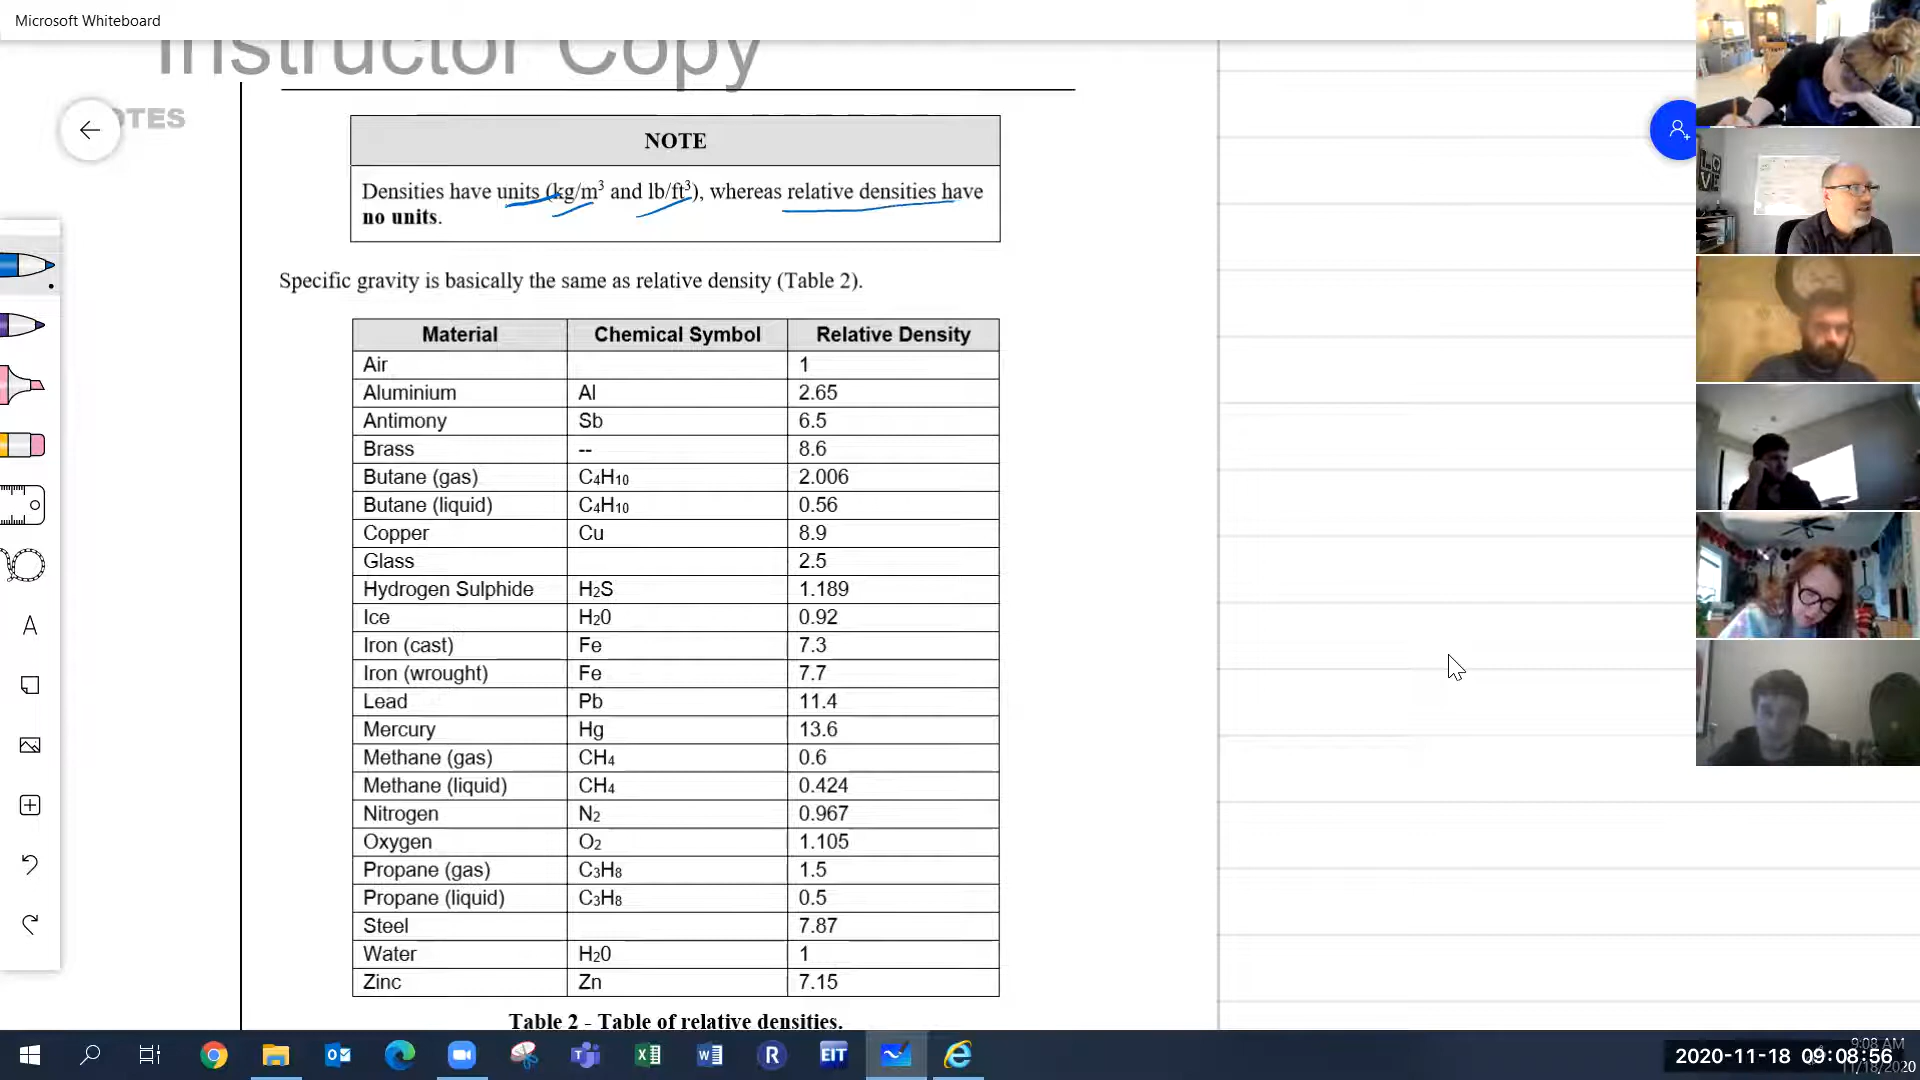 Microsoft Whiteboard
Instructor Copy
OTES
NOTE
Densities have units (kg/m³ and lb/ft³), whereas relative densities have
no units.
Specific gravity is basically the same as relative density (Table 2).
Material Chemical Symbol Relative Density
Air 1
Aluminium Al 2.65
Antimony Sb 6.5
Brass -- 8.6
Butane (gas) C4H10 2.006
Butane (liquid) C4H10 0.56
Copper Cu 8.9
Glass 2.5
Hydrogen Sulphide H2S 1.189
Ice H20 0.92
Iron (cast) Fe 7.3
Iron (wrought) Fe 7.7
Lead Pb 11.4
Mercury Hg 13.6
Methane (gas) CH4 0.6
Methane (liquid) CH4 0.424
Nitrogen N2 0.967
Oxygen O2 1.105
Propane (gas) C3H8 1.5
Propane (liquid) C3H8 0.5
Steel 7.87
Water H20 1
Zinc Zn 7.15
Table 2 - Table of relative densities.
A
R
EIT
9:08 AM
2020-11-18 09:08:56
11/18/2020